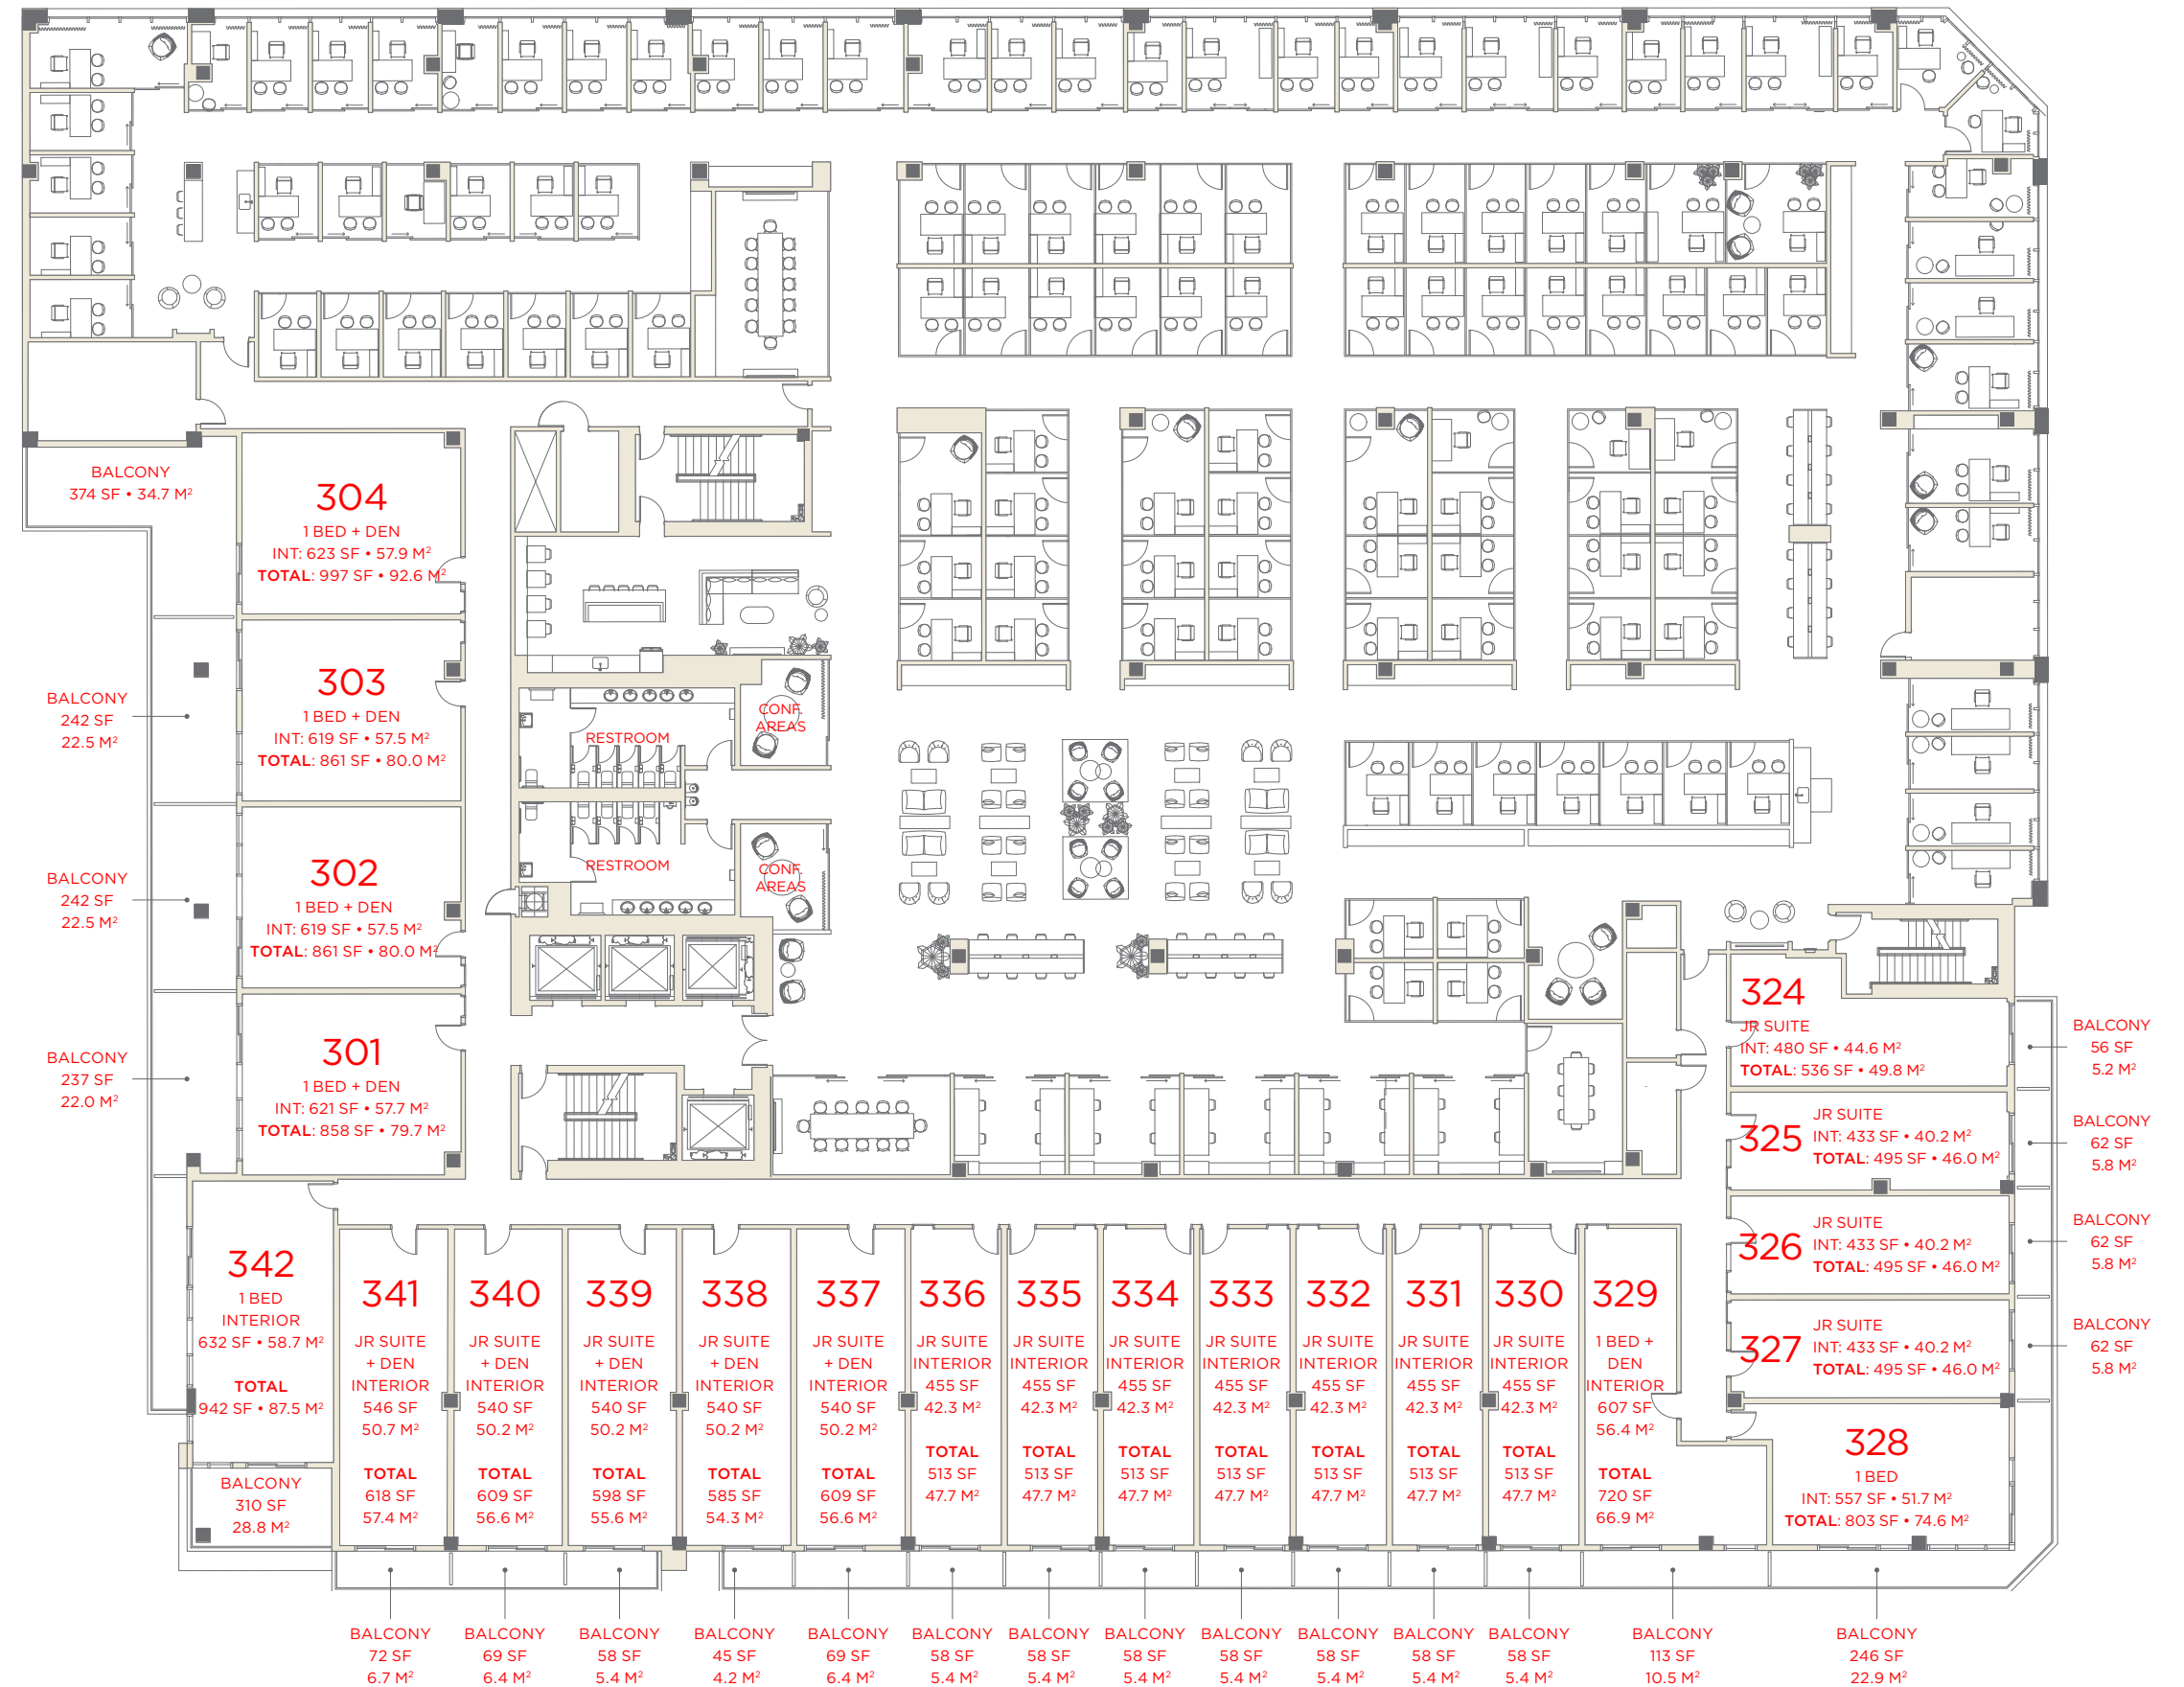 BALCONY
374 SF • 34.7 M²
304
1 BED + DEN
INT: 623 SF • 57.9 M²
TOTAL: 997 SF • 92.6 M²
303
1 BED + DEN
INT: 619 SF • 57.5 M²
TOTAL: 861 SF • 80.0 M²
BALCONY
242 SF
22.5 M²
CONF.
AREAS
RESTROOM
302
1 BED + DEN
INT: 619 SF • 57.5 M²
TOTAL: 861 SF • 80.0 M²
BALCONY
242 SF
22.5 M²
RESTROOM
CONF.
AREAS
301
1 BED + DEN
INT: 621 SF • 57.7 M²
TOTAL: 858 SF • 79.7 M²
BALCONY
237 SF
22.0 M²
324
JR SUITE
INT: 480 SF • 44.6 M²
TOTAL: 536 SF • 49.8 M²
BALCONY
56 SF
5.2 M²
325
JR SUITE
INT: 433 SF • 40.2 M²
TOTAL: 495 SF • 46.0 M²
BALCONY
62 SF
5.8 M²
326
JR SUITE
INT: 433 SF • 40.2 M²
TOTAL: 495 SF • 46.0 M²
BALCONY
62 SF
5.8 M²
327
JR SUITE
INT: 433 SF • 40.2 M²
TOTAL: 495 SF • 46.0 M²
BALCONY
62 SF
5.8 M²
342
1 BED
INTERIOR
632 SF • 58.7 M²
TOTAL
942 SF • 87.5 M²
BALCONY
310 SF
28.8 M²
341
JR SUITE
+ DEN
INTERIOR
546 SF
50.7 M²
TOTAL
618 SF
57.4 M²
340
JR SUITE
+ DEN
INTERIOR
540 SF
50.2 M²
TOTAL
609 SF
56.6 M²
339
JR SUITE
+ DEN
INTERIOR
540 SF
50.2 M²
TOTAL
598 SF
55.6 M²
338
JR SUITE
+ DEN
INTERIOR
540 SF
50.2 M²
TOTAL
585 SF
54.3 M²
337
JR SUITE
+ DEN
INTERIOR
540 SF
50.2 M²
TOTAL
609 SF
56.6 M²
336
JR SUITE
INTERIOR
455 SF
42.3 M²
TOTAL
513 SF
47.7 M²
335
JR SUITE
INTERIOR
455 SF
42.3 M²
TOTAL
513 SF
47.7 M²
334
JR SUITE
INTERIOR
455 SF
42.3 M²
TOTAL
513 SF
47.7 M²
333
JR SUITE
INTERIOR
455 SF
42.3 M²
TOTAL
513 SF
47.7 M²
332
JR SUITE
INTERIOR
455 SF
42.3 M²
TOTAL
513 SF
47.7 M²
331
JR SUITE
INTERIOR
455 SF
42.3 M²
TOTAL
513 SF
47.7 M²
330
JR SUITE
INTERIOR
455 SF
42.3 M²
TOTAL
513 SF
47.7 M²
329
1 BED +
DEN
INTERIOR
607 SF
56.4 M²
TOTAL
720 SF
66.9 M²
328
1 BED
INT: 557 SF • 51.7 M²
TOTAL: 803 SF • 74.6 M²
BALCONY
72 SF
6.7 M²
BALCONY
69 SF
6.4 M²
BALCONY
58 SF
5.4 M²
BALCONY
45 SF
4.2 M²
BALCONY
69 SF
6.4 M²
BALCONY
58 SF
5.4 M²
BALCONY
58 SF
5.4 M²
BALCONY
58 SF
5.4 M²
BALCONY
58 SF
5.4 M²
BALCONY
58 SF
5.4 M²
BALCONY
58 SF
5.4 M²
BALCONY
58 SF
5.4 M²
BALCONY
113 SF
10.5 M²
BALCONY
246 SF
22.9 M²